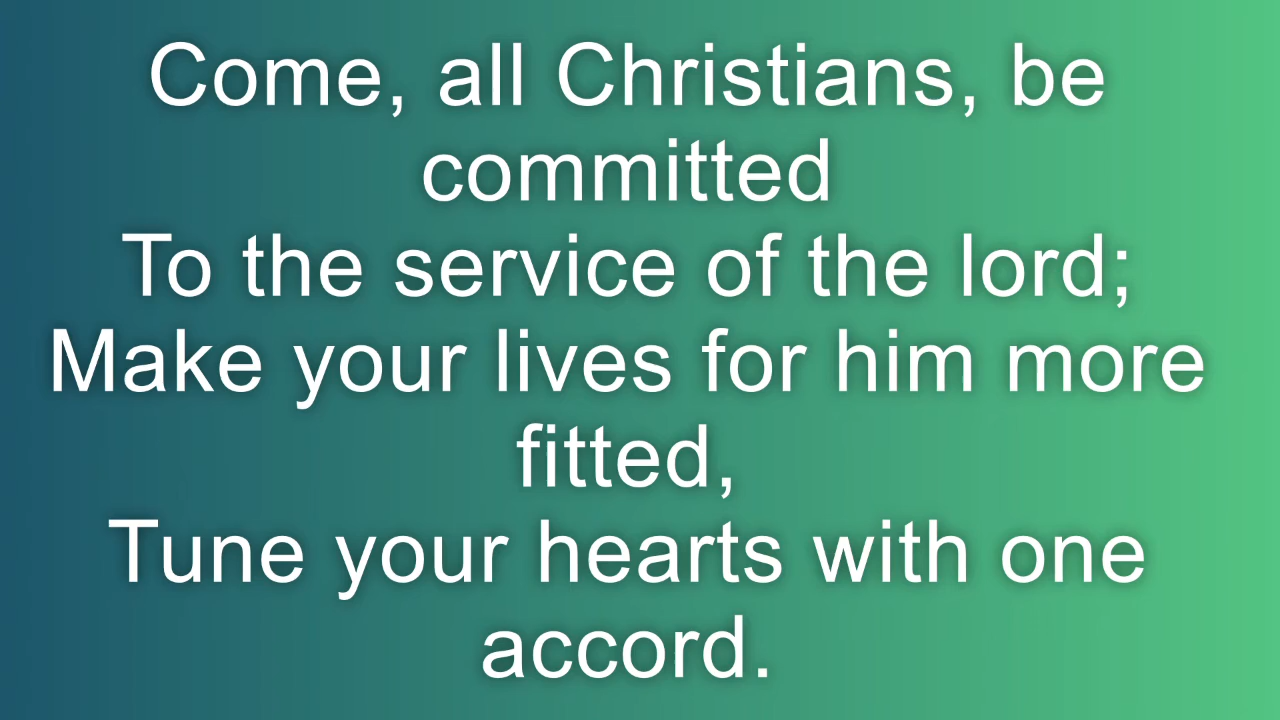 Come, all Christians, be
committed
To the service of the lord;
Make your lives for him more
fitted,
Tune your hearts with one
accord.